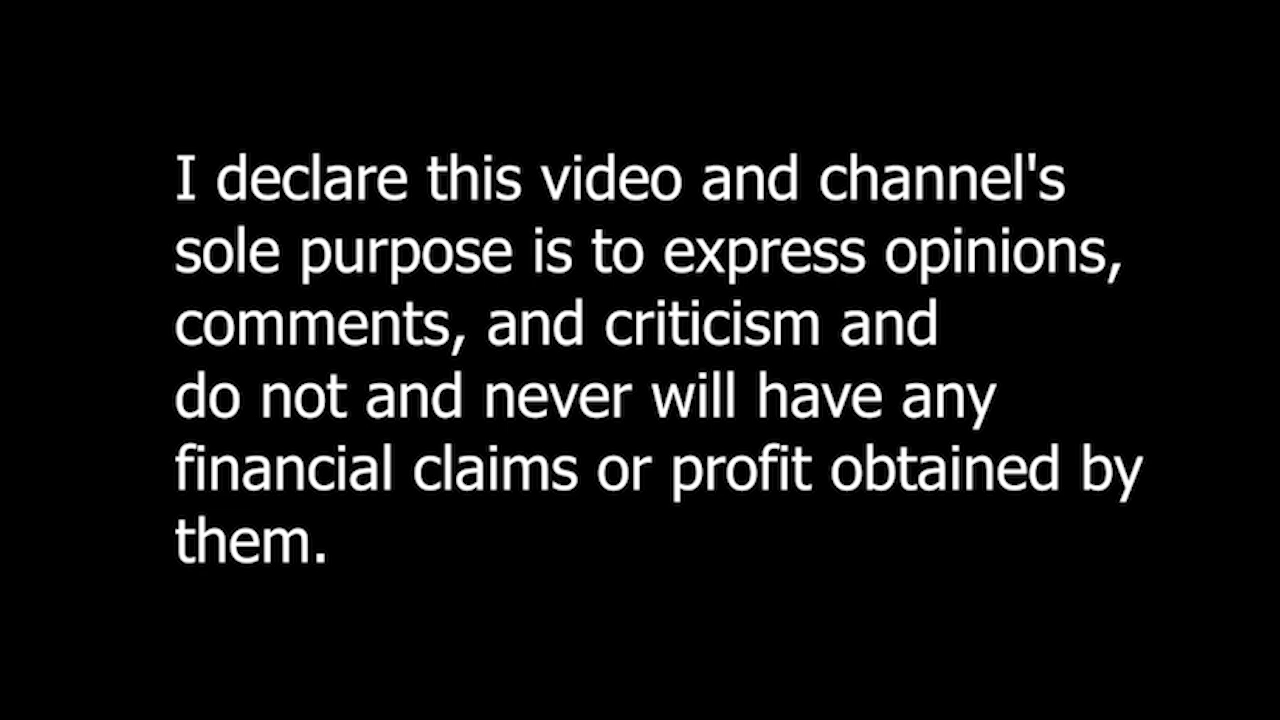 I declare this video and channel's
sole purpose is to express opinions,
comments, and criticism and
do not and never will have any
financial claims or profit obtained by
them.